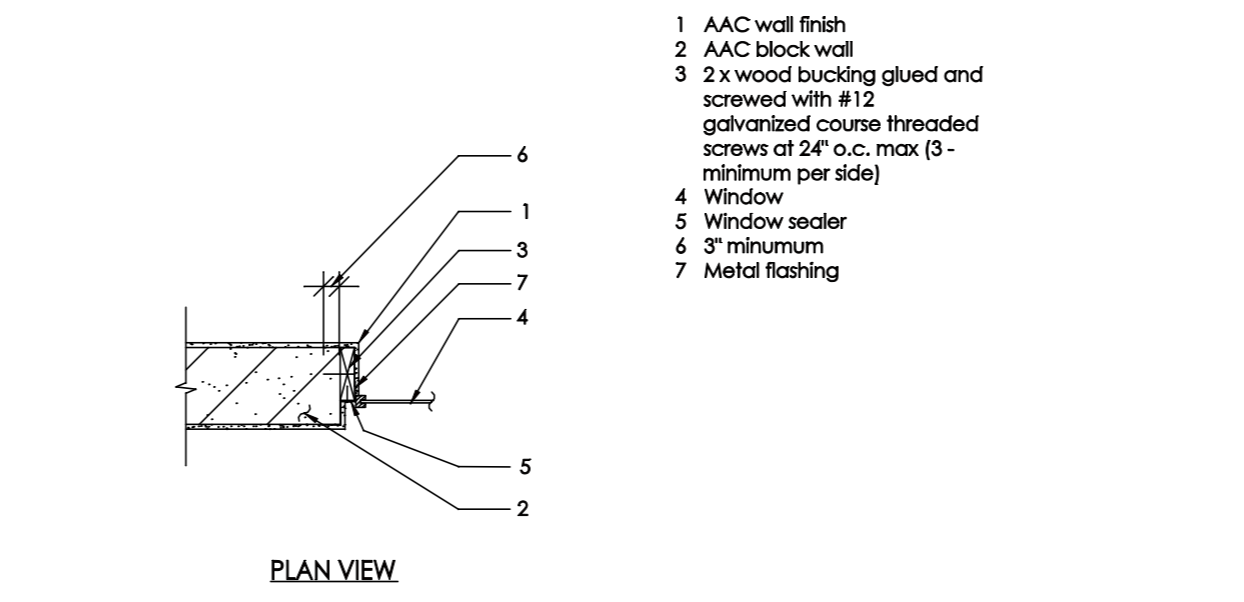 1 AAC wall finish
2 AAC block wall
3 2 x wood bucking glued and
screwed with #12
galvanized course threaded
screws at 24" o.c. max (3 -
minimum per side)
4 Window
5 Window sealer
6 3" minumum
7 Metal flashing
6
1
3
7
4
5
2
PLAN VIEW